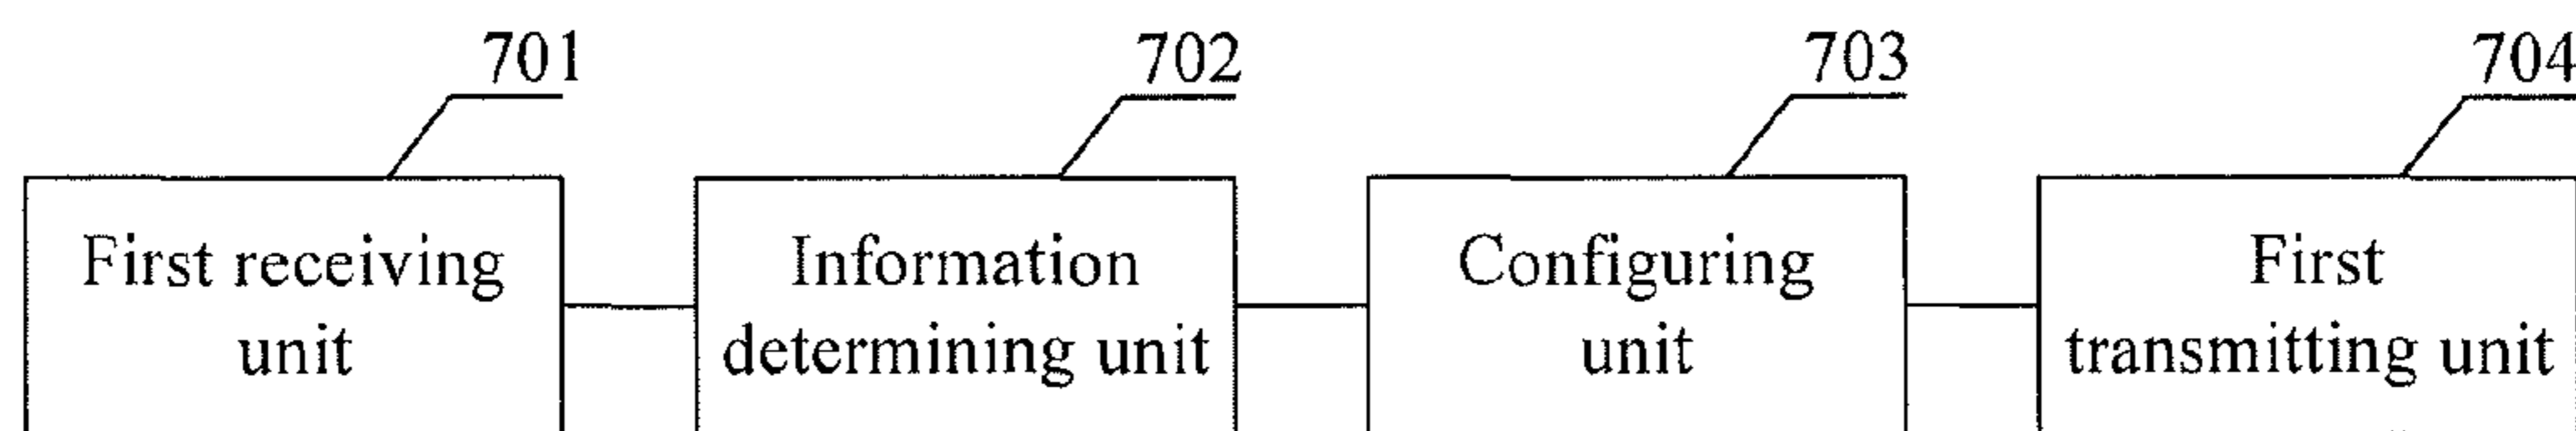 701 702 703 704
First receiving Information Configuring First
unit determining unit unit transmitting unit